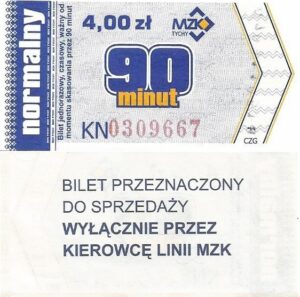 normalny
Bilet jednorazowy, czasowy, ważny od
momentu skasowania przez 90 minut
4,00 zł
MZK
TYCHY
90
minut
KN0309667
CZG
BILET PRZEZNACZONY
DO SPRZEDAŻY
WYŁĄCZNIE PRZEZ
KIEROWCĘ LINII MZK